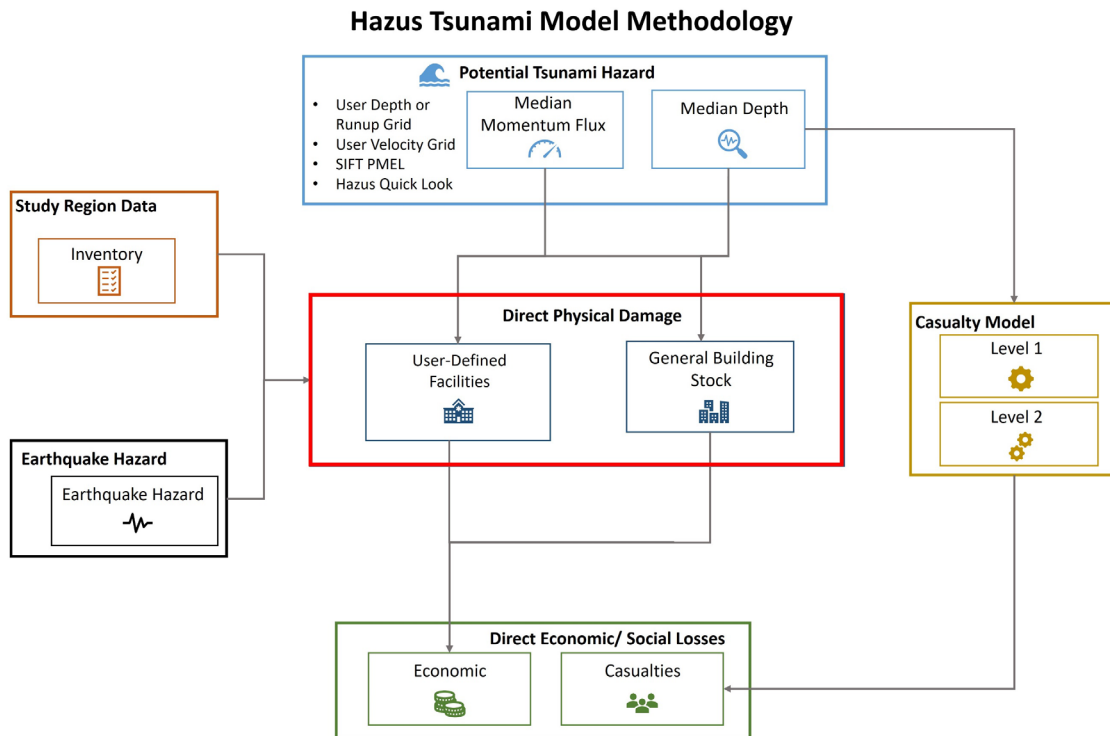 Hazus Tsunami Model Methodology
Potential Tsunami Hazard
• User Depth or
Runup Grid
• User Velocity Grid
• SIFT PMEL
• Hazus Quick Look
Median
Momentum Flux
Median Depth
Study Region Data
Inventory
Direct Physical Damage
User-Defined
Facilities
General Building
Stock
Casualty Model
Level 1
Level 2
Earthquake Hazard
Earthquake Hazard
Direct Economic/ Social Losses
Economic
Casualties